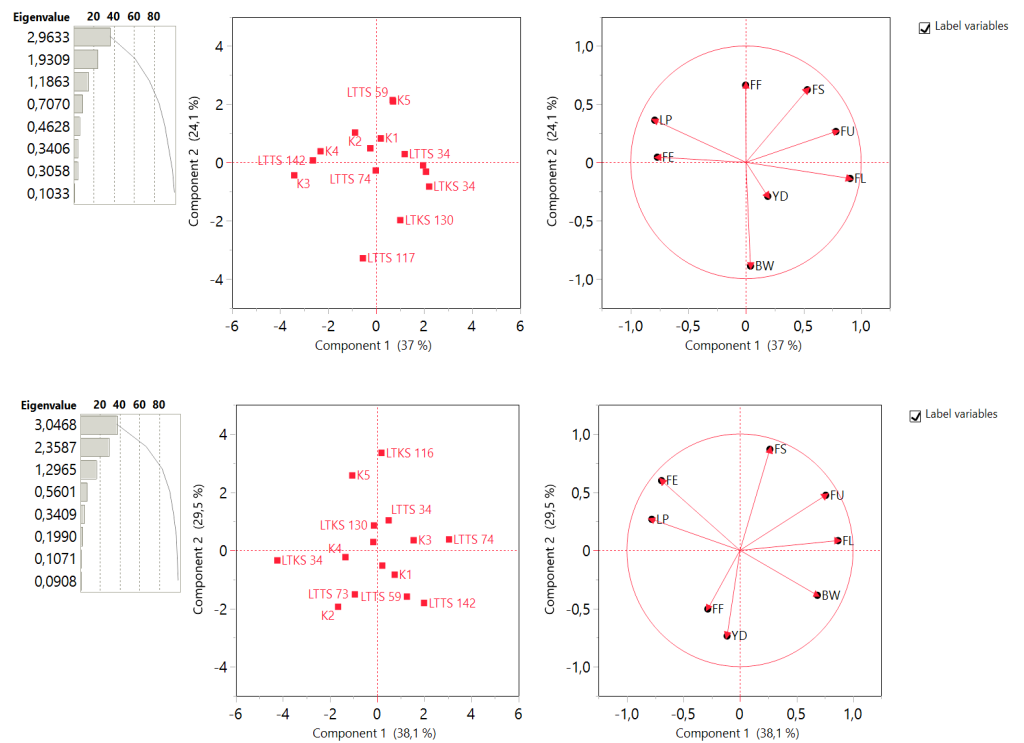 Eigenvalue 20 40 60 80
2,9633
1,9309
1,1863
0,7070
0,4628
0,3406
0,3058
0,1033
Component 2 (24,1 %)
4
2
0
-2
-4
LTTS 59
K5
K2
K1
K4
LTTS 34
LTTS 142
K3
LTTS 74
LTKS 34
LTKS 130
LTTS 117
-6 -4 -2 0 2 4 6
Component 1 (37 %)
Component 2 (24,1 %)
1,0
0,5
0
-0,5
-1,0
FF
FS
LP
FU
FE
FL
YD
BW
-1,0 -0,5 0 0,5 1,0
Component 1 (37 %)
Label variables
Eigenvalue 20 40 60 80
3,0468
2,3587
1,2965
0,5601
0,3409
0,1990
0,1071
0,0908
Component 2 (29,5 %)
4
2
0
-2
-4
LTKS 116
K5
LTTS 34
LTKS 130
K3
LTTS 74
K4
LTKS 34
K1
LTTS 73
LTTS 59
LTTS 142
K2
-6 -4 -2 0 2 4 6
Component 1 (38,1 %)
Component 2 (29,5 %)
1,0
0,5
0
-0,5
-1,0
FS
FE
FU
LP
FL
BW
FF
YD
-1,0 -0,5 0 0,5 1,0
Component 1 (38,1 %)
Label variables